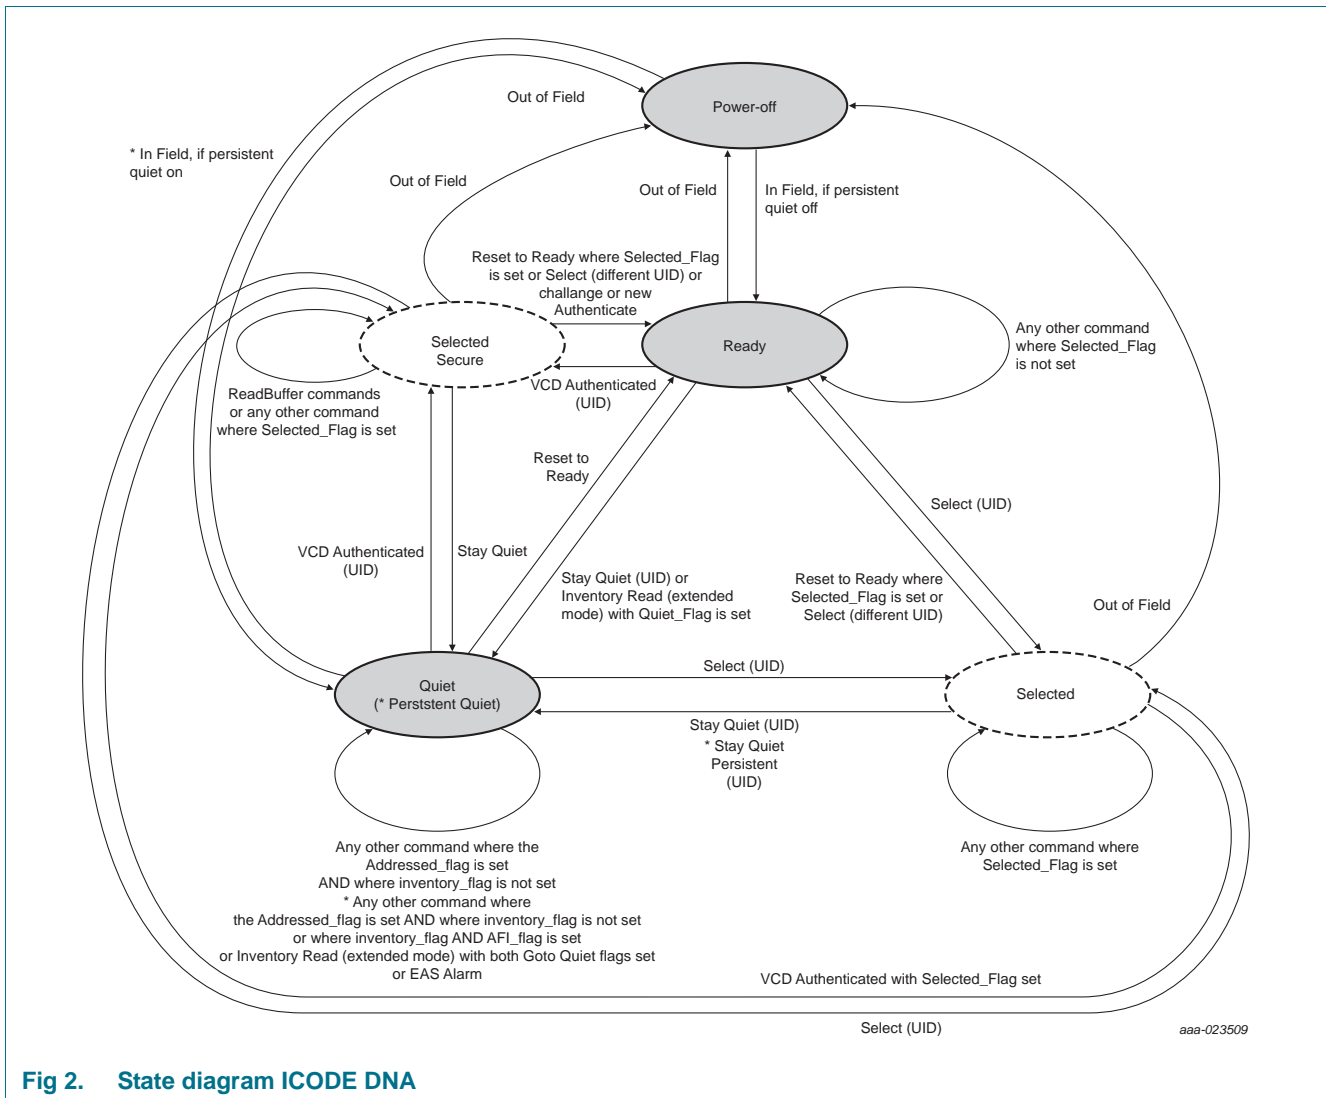 Power-off
Out of Field
* In Field, if persistent
quiet on
Out of Field
Out of Field
In Field, if persistent
quiet off
Reset to Ready where Selected_Flag
is set or Select (different UID) or
challange or new
Authenticate
Selected
Secure
Ready
Any other command
where Selected_Flag
is not set
VCD Authenticated
(UID)
ReadBuffer commands
or any other command
where Selected_Flag is set
Reset to
Ready
Select (UID)
VCD Authenticated
(UID)
Stay Quiet
Stay Quiet (UID) or
Inventory Read (extended
mode) with Quiet_Flag is set
Reset to Ready where
Selected_Flag is set or
Select (different UID)
Out of Field
Quiet
(* Perststent Quiet)
Select (UID)
Selected
Stay Quiet (UID)
* Stay Quiet
Persistent
(UID)
Any other command where the
Addressed_flag is set
AND where inventory_flag is not set
* Any other command where
the Addressed_flag is set AND where inventory_flag is not set
or where inventory_flag AND AFI_flag is set
or Inventory Read (extended mode) with both Goto Quiet flags set
or EAS Alarm
Any other command where
Selected_Flag is set
VCD Authenticated with Selected_Flag set
Select (UID)
aaa-023509
Fig 2. State diagram ICODE DNA